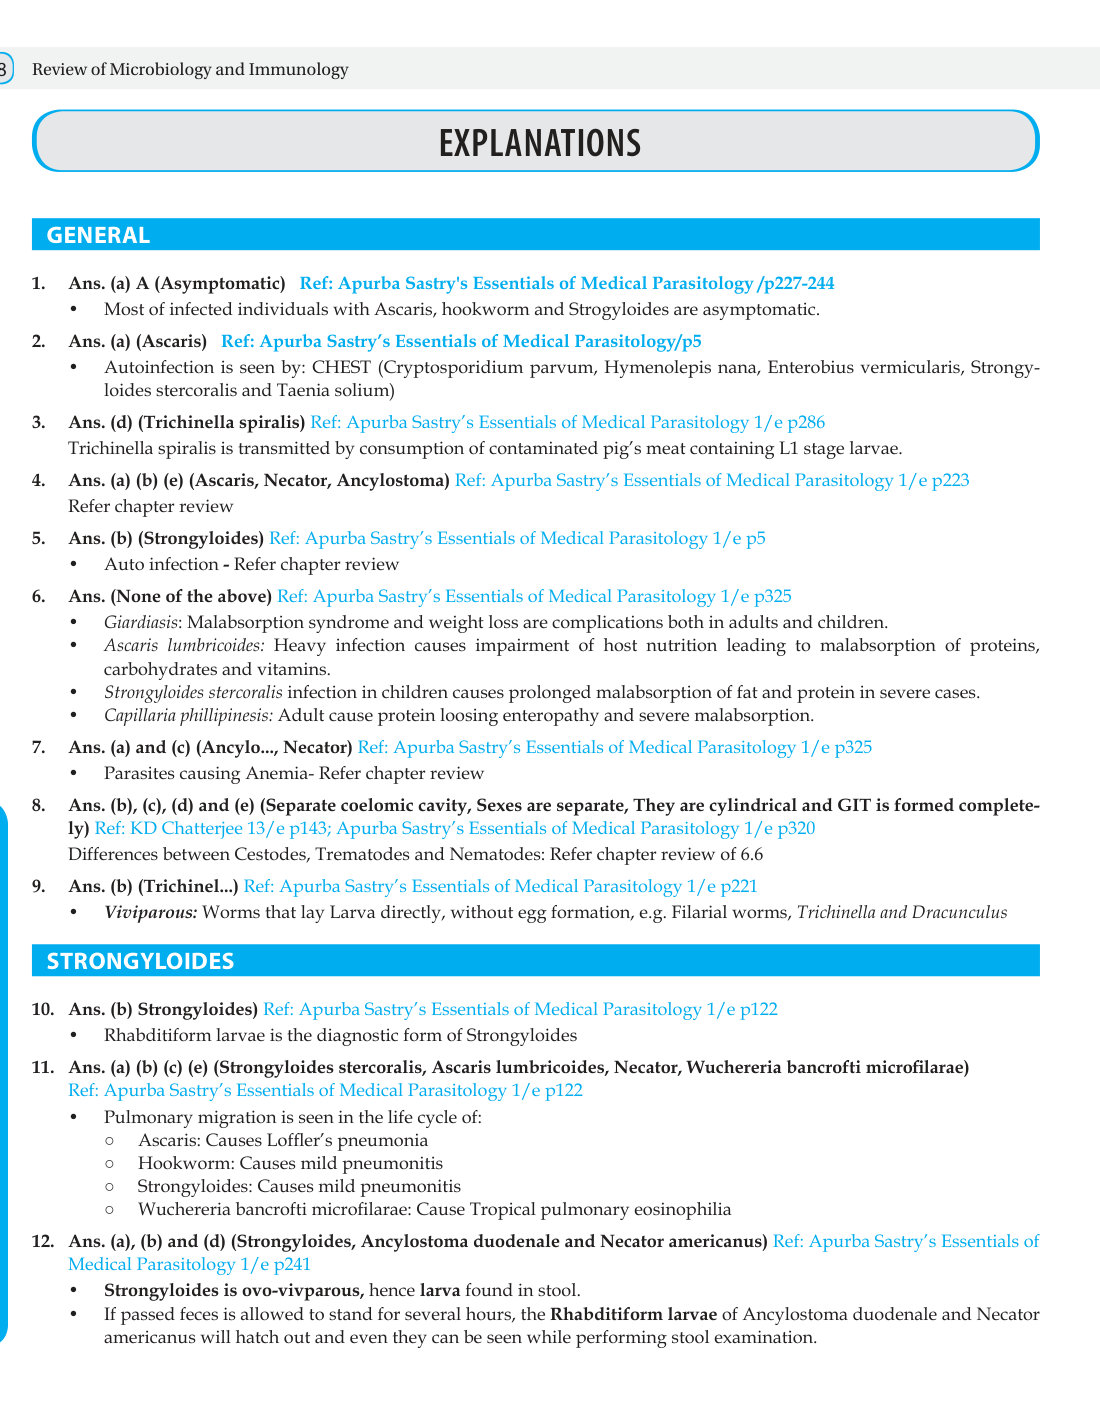 8 Review of Microbiology and Immunology
EXPLANATIONS
GENERAL
1. Ans. (a) A (Asymptomatic) Ref: Apurba Sastry's Essentials of Medical Parasitology /p227-244
• Most of infected individuals with Ascaris, hookworm and Strogyloides are asymptomatic.
2. Ans. (a) (Ascaris) Ref: Apurba Sastry’s Essentials of Medical Parasitology/p5
• Autoinfection is seen by: CHEST (Cryptosporidium parvum, Hymenolepis nana, Enterobius vermicularis, Strongy-
loides stercoralis and Taenia solium)
3. Ans. (d) (Trichinella spiralis) Ref: Apurba Sastry’s Essentials of Medical Parasitology 1/e p286
Trichinella spiralis is transmitted by consumption of contaminated pig’s meat containing L1 stage larvae.
4. Ans. (a) (b) (e) (Ascaris, Necator, Ancylostoma) Ref: Apurba Sastry’s Essentials of Medical Parasitology 1/e p223
Refer chapter review
5. Ans. (b) (Strongyloides) Ref: Apurba Sastry’s Essentials of Medical Parasitology 1/e p5
• Auto infection - Refer chapter review
6. Ans. (None of the above) Ref: Apurba Sastry’s Essentials of Medical Parasitology 1/e p325
• Giardiasis: Malabsorption syndrome and weight loss are complications both in adults and children.
• Ascaris lumbricoides: Heavy infection causes impairment of host nutrition leading to malabsorption of proteins,
carbohydrates and vitamins.
• Strongyloides stercoralis infection in children causes prolonged malabsorption of fat and protein in severe cases.
• Capillaria phillipinesis: Adult cause protein loosing enteropathy and severe malabsorption.
7. Ans. (a) and (c) (Ancylo..., Necator) Ref: Apurba Sastry’s Essentials of Medical Parasitology 1/e p325
• Parasites causing Anemia- Refer chapter review
8. Ans. (b), (c), (d) and (e) (Separate coelomic cavity, Sexes are separate, They are cylindrical and GIT is formed complete-
ly) Ref: KD Chatterjee 13/e p143; Apurba Sastry’s Essentials of Medical Parasitology 1/e p320
Differences between Cestodes, Trematodes and Nematodes: Refer chapter review of 6.6
9. Ans. (b) (Trichinel...) Ref: Apurba Sastry’s Essentials of Medical Parasitology 1/e p221
• Viviparous: Worms that lay Larva directly, without egg formation, e.g. Filarial worms, Trichinella and Dracunculus
STRONGYLOIDES
10. Ans. (b) Strongyloides) Ref: Apurba Sastry’s Essentials of Medical Parasitology 1/e p122
• Rhabditiform larvae is the diagnostic form of Strongyloides
11. Ans. (a) (b) (c) (e) (Strongyloides stercoralis, Ascaris lumbricoides, Necator, Wuchereria bancrofti microfilarae)
Ref: Apurba Sastry’s Essentials of Medical Parasitology 1/e p122
• Pulmonary migration is seen in the life cycle of:
○ Ascaris: Causes Loffler’s pneumonia
○ Hookworm: Causes mild pneumonitis
○ Strongyloides: Causes mild pneumonitis
○ Wuchereria bancrofti microfilarae: Cause Tropical pulmonary eosinophilia
12. Ans. (a), (b) and (d) (Strongyloides, Ancylostoma duodenale and Necator americanus) Ref: Apurba Sastry’s Essentials of
Medical Parasitology 1/e p241
• Strongyloides is ovo-vivparous, hence larva found in stool.
• If passed feces is allowed to stand for several hours, the Rhabditiform larvae of Ancylostoma duodenale and Necator
americanus will hatch out and even they can be seen while performing stool examination.